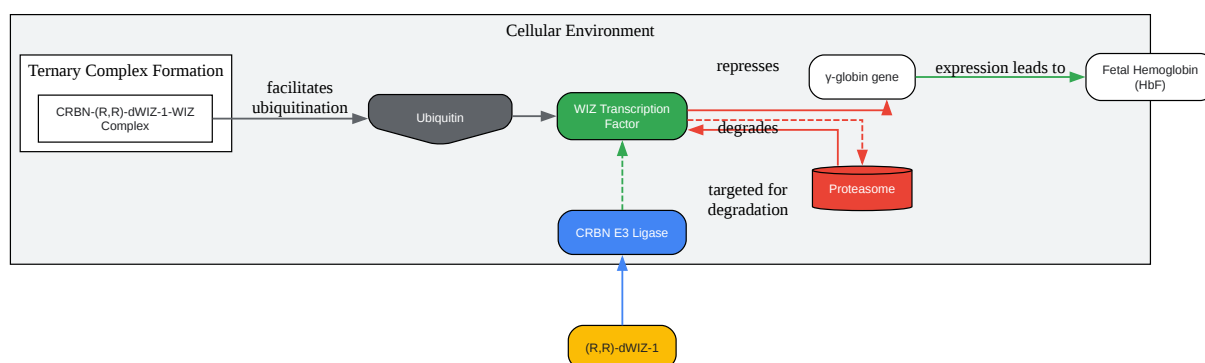 Cellular Environment
Ternary Complex Formation
CRBN-(R,R)-dWIZ-1-WIZ
Complex
facilitates
ubiquitination
Ubiquitin
WIZ Transcription
Factor
represses
degrades
γ-globin gene
expression leads to
Fetal Hemoglobin
(HbF)
targeted for
degradation
Proteasome
CRBN E3 Ligase
(R,R)-dWIZ-1